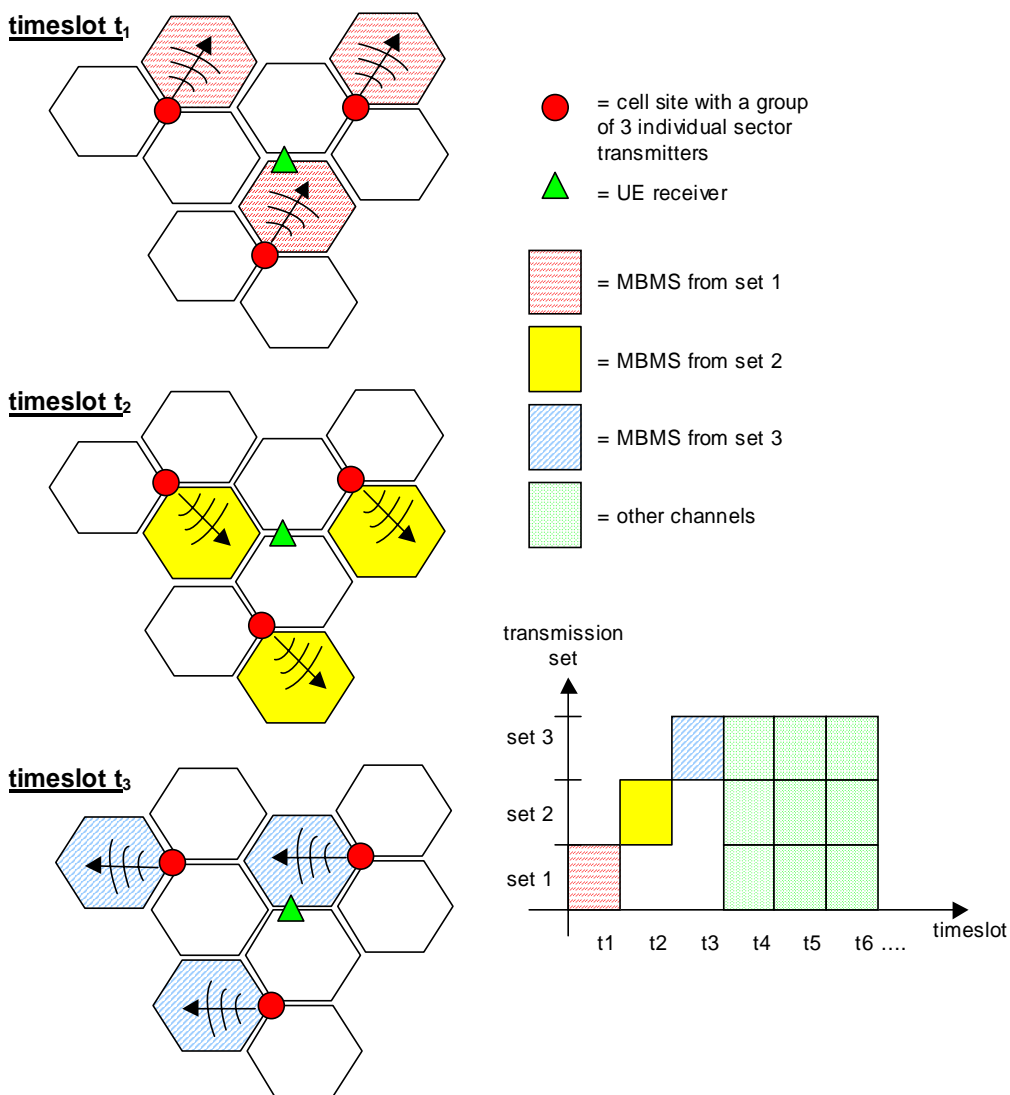 timeslot t1
= cell site with a group
of 3 individual sector
transmitters
= UE receiver
= MBMS from set 1
= MBMS from set 2
= MBMS from set 3
= other channels
timeslot t2
timeslot t3
transmission
set
set 3
set 2
set 1
t1 t2 t3 t4 t5 t6 ....
timeslot